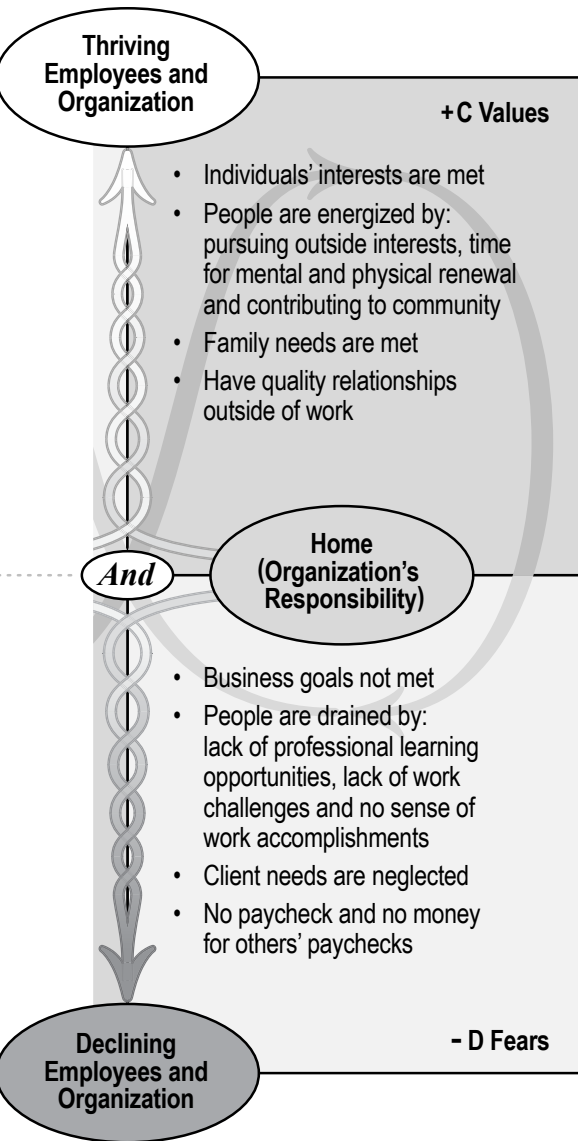 Thriving
Employees and
Organization
+C Values
• Individuals’ interests are met
• People are energized by:
pursuing outside interests, time
for mental and physical renewal
and contributing to community
• Family needs are met
• Have quality relationships
outside of work
And
Home
(Organization’s
Responsibility)
• Business goals not met
• People are drained by:
lack of professional learning
opportunities, lack of work
challenges and no sense of
work accomplishments
• Client needs are neglected
• No paycheck and no money
for others’ paychecks
- D Fears
Declining
Employees and
Organization